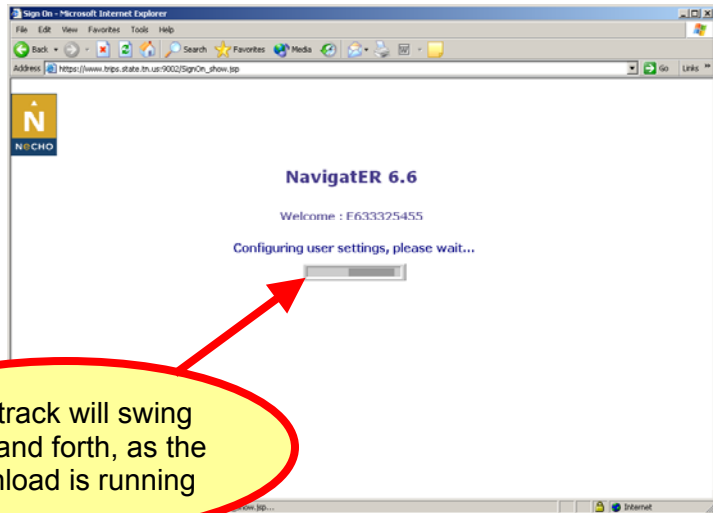 Sign On - Microsoft Internet Explorer
File Edit View Favorites Tools Help
Back Search Favorites Media
Address https://www.trips.state.tn.us:9002/SignOn_show.jsp Go Links »
N
NECHO
NavigatER 6.6
Welcome : E633325455
Configuring user settings, please wait...
track will swing
and forth, as the
nload is running
show.jsp... Internet